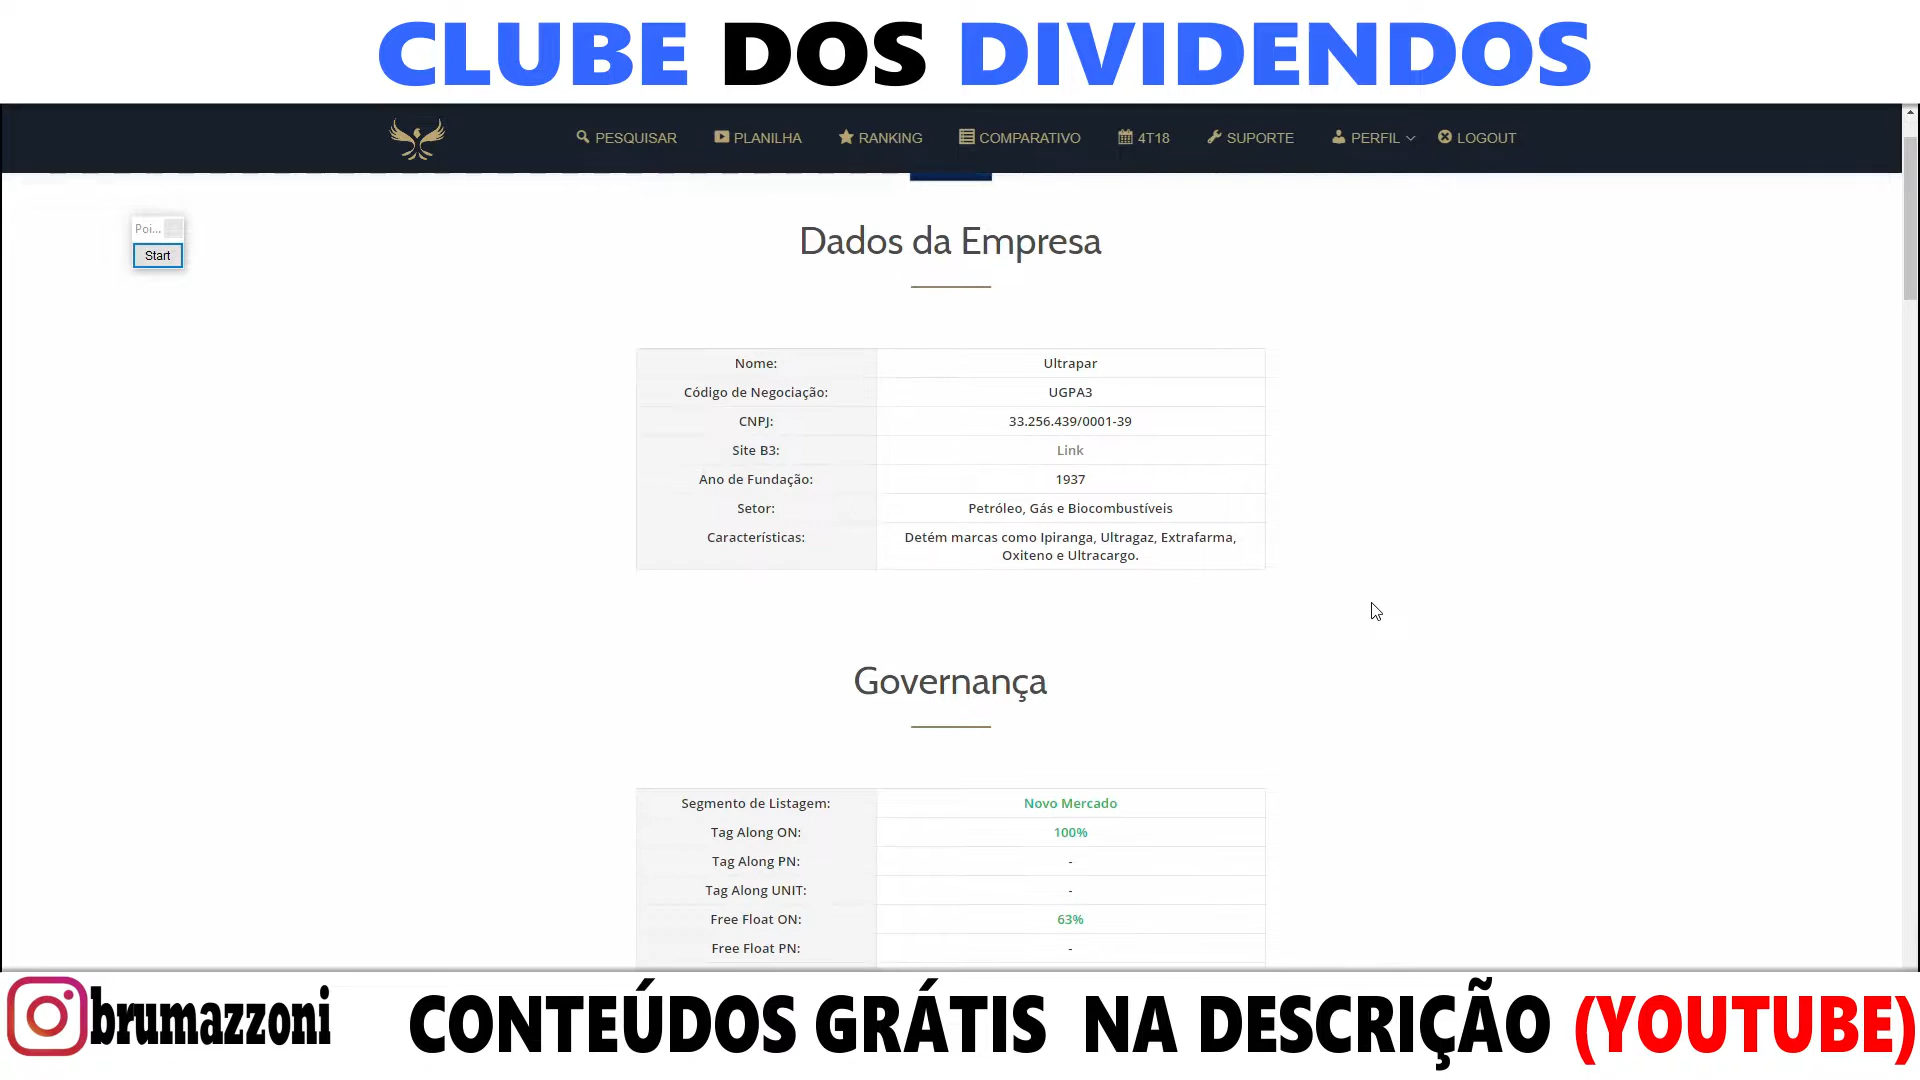 CLUBE DOS DIVIDENDOS
PESQUISAR PLANILHA RANKING COMPARATIVO 4T18 SUPORTE PERFIL LOGOUT
Poi...
Start
Dados da Empresa
Nome: Ultrapar
Código de Negociação: UGPA3
CNPJ: 33.256.439/0001-39
Site B3: Link
Ano de Fundação: 1937
Setor: Petróleo, Gás e Biocombustíveis
Características: Detém marcas como Ipiranga, Ultragaz, Extrafarma,
Oxiteno e Ultracargo.
Governança
Segmento de Listagem: Novo Mercado
Tag Along ON: 100%
Tag Along PN: -
Tag Along UNIT: -
Free Float ON: 63%
Free Float PN: -
brumazzoni CONTEÚDOS GRÁTIS NA DESCRIÇÃO (YOUTUBE)